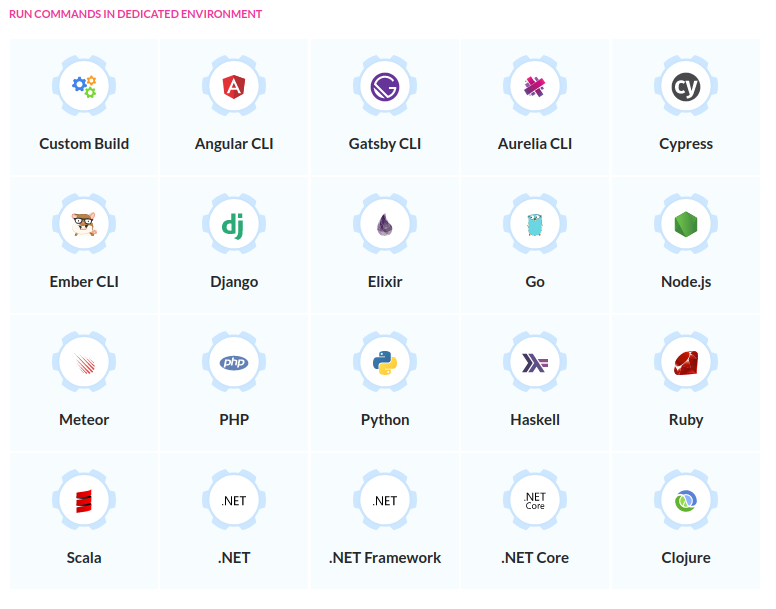 RUN COMMANDS IN DEDICATED ENVIRONMENT
cy
Custom Build
Angular CLI
Gatsby CLI
Aurelia CLI
Cypress
dj
Ember CLI
Django
Elixir
Go
Node.js
php
Meteor
PHP
Python
Haskell
Ruby
.NET
.NET
.NET
Core
Scala
.NET
.NET Framework
.NET Core
Clojure